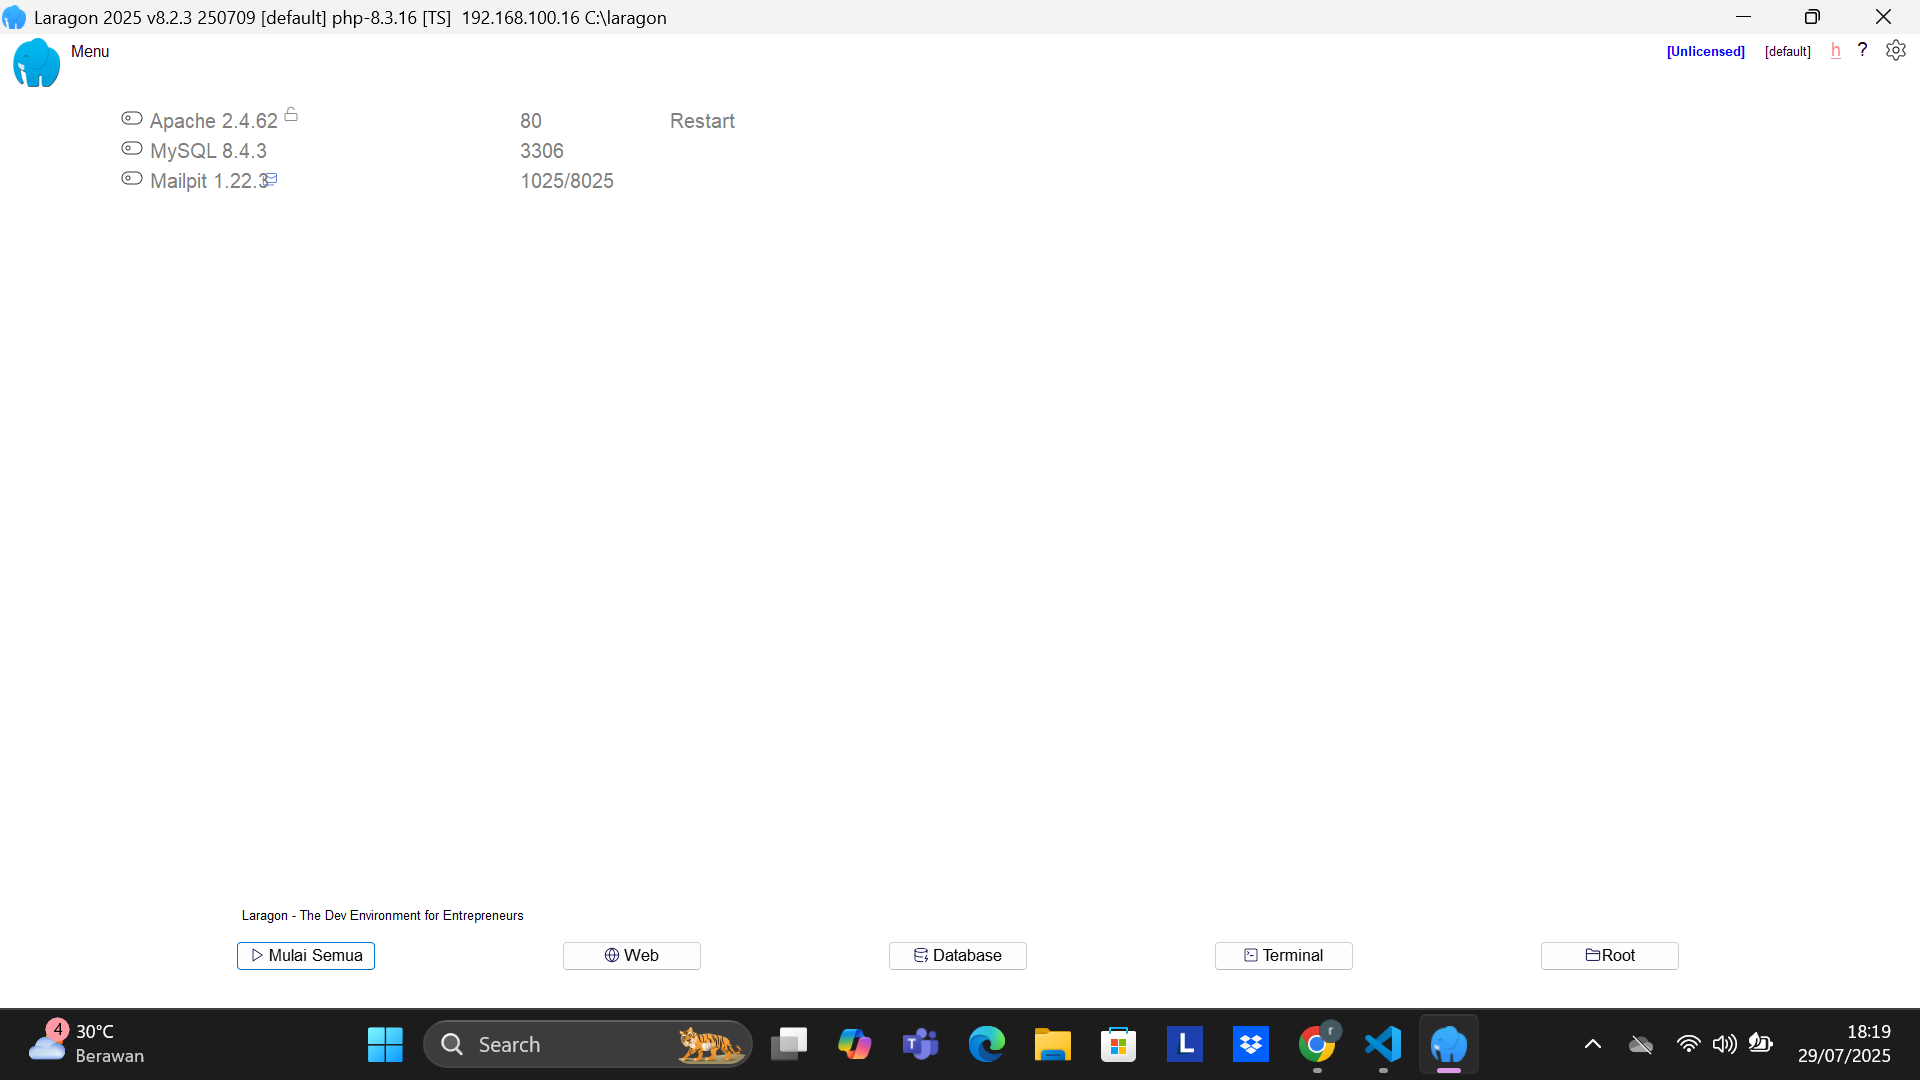 Laragon 2025 v8.2.3 250709 [default] php-8.3.16 [TS]  192.168.100.16 C:\laragon
Menu
[Unlicensed] [default] h ?
Apache 2.4.62 80 Restart
MySQL 8.4.3 3306
Mailpit 1.22.3 1025/8025
Laragon - The Dev Environment for Entrepreneurs
Mulai Semua Web Database Terminal Root
4 30°C
Berawan
Search
T
L
r
18:19
29/07/2025